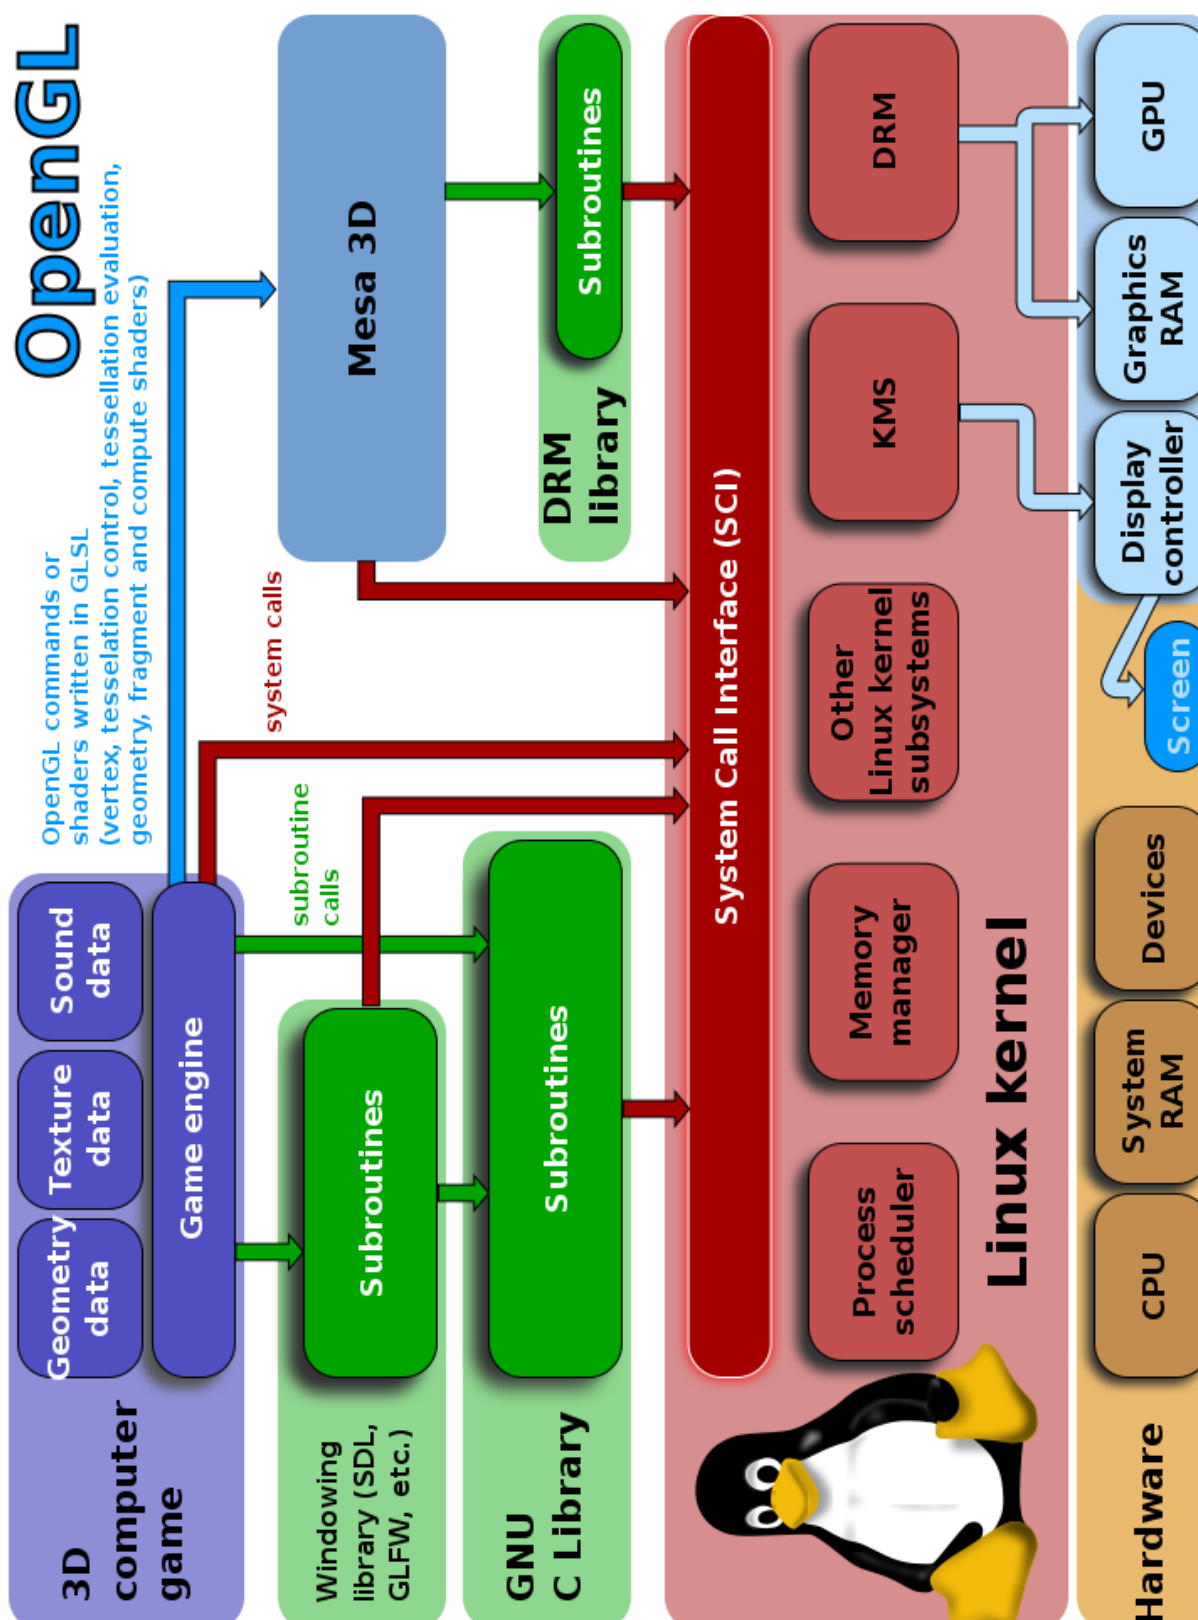 OpenGL
OpenGL commands or
shaders written in GLSL
(vertex, tesselation control, tessellation evaluation,
geometry, fragment and compute shaders)
3D
computer
game
Geometry
data
Texture
data
Sound
data
Game engine
system calls
subroutine
calls
Windowing
library (SDL,
GLFW, etc.)
Subroutines
Mesa 3D
GNU
C Library
Subroutines
DRM
library
Subroutines
System Call Interface (SCI)
Process
scheduler
Memory
manager
Other
Linux kernel
subsystems
KMS
DRM
Linux kernel
Hardware
CPU
System
RAM
Devices
Screen
Display
controller
Graphics
RAM
GPU